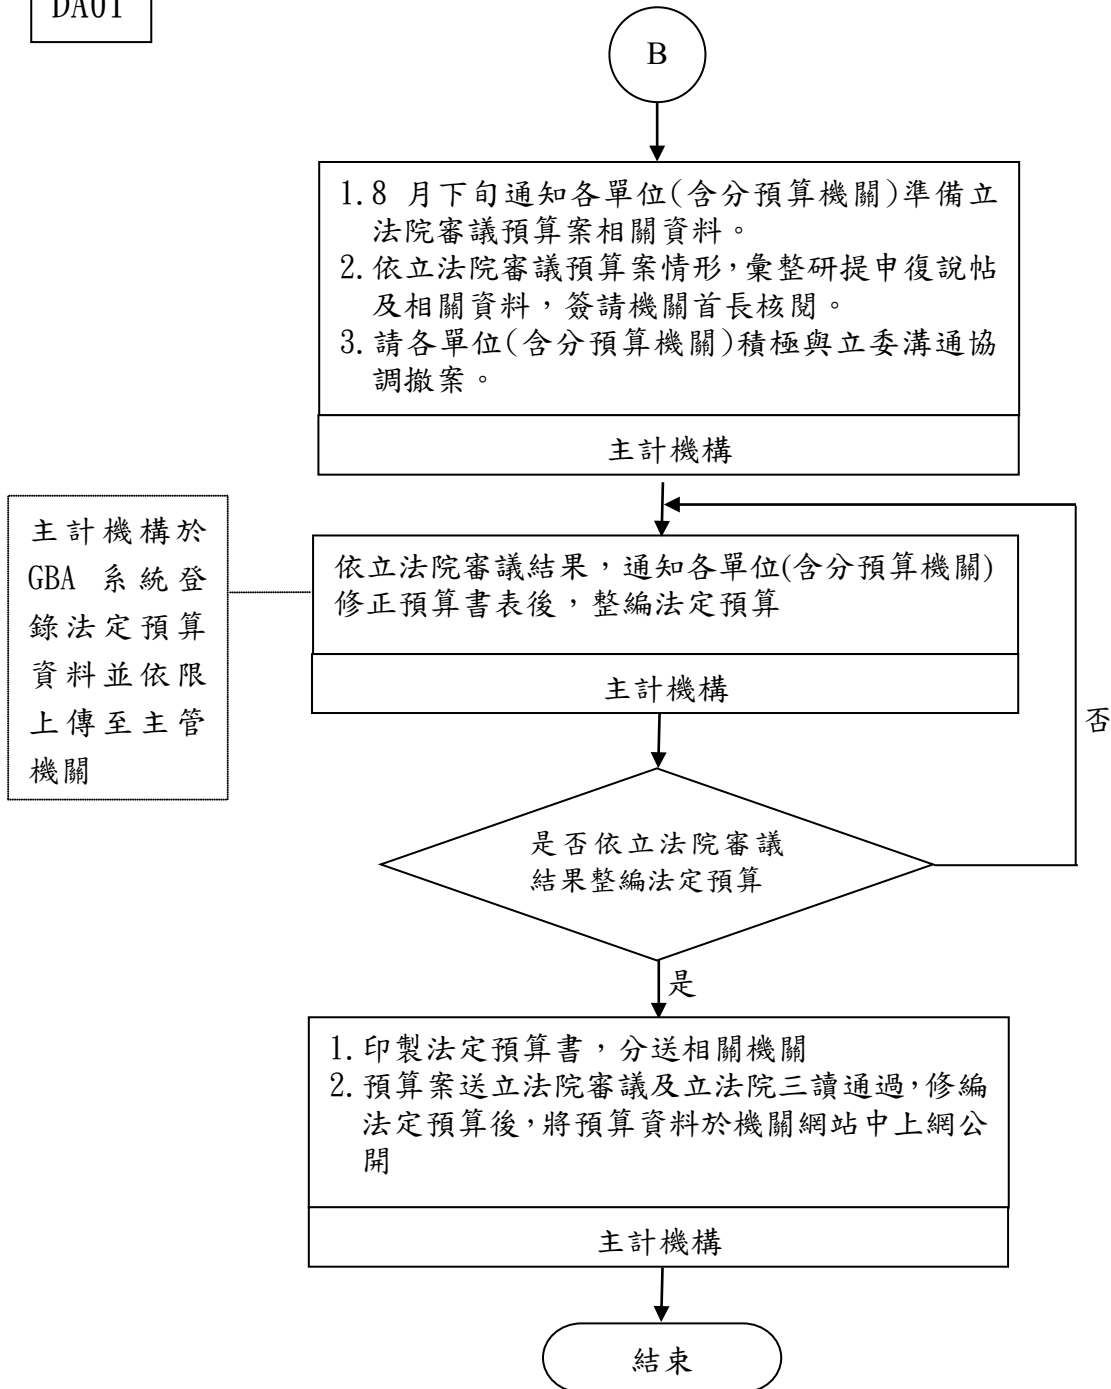 DA01
B
1.8 月下旬通知各單位(含分預算機關)準備立
法院審議預算案相關資料。
2.依立法院審議預算案情形,彙整研提申復說帖
及相關資料，簽請機關首長核閱。
3.請各單位(含分預算機關)積極與立委溝通協
調撤案。
主計機構
主計機構於
GBA 系統登
錄法定預算
資料並依限
上傳至主管
機關
依立法院審議結果，通知各單位(含分預算機關)
修正預算書表後，整編法定預算
主計機構
否
是否依立法院審議
結果整編法定預算
是
1.印製法定預算書，分送相關機關
2.預算案送立法院審議及立法院三讀通過,修編
法定預算後,將預算資料於機關網站中上網公
開
主計機構
結束